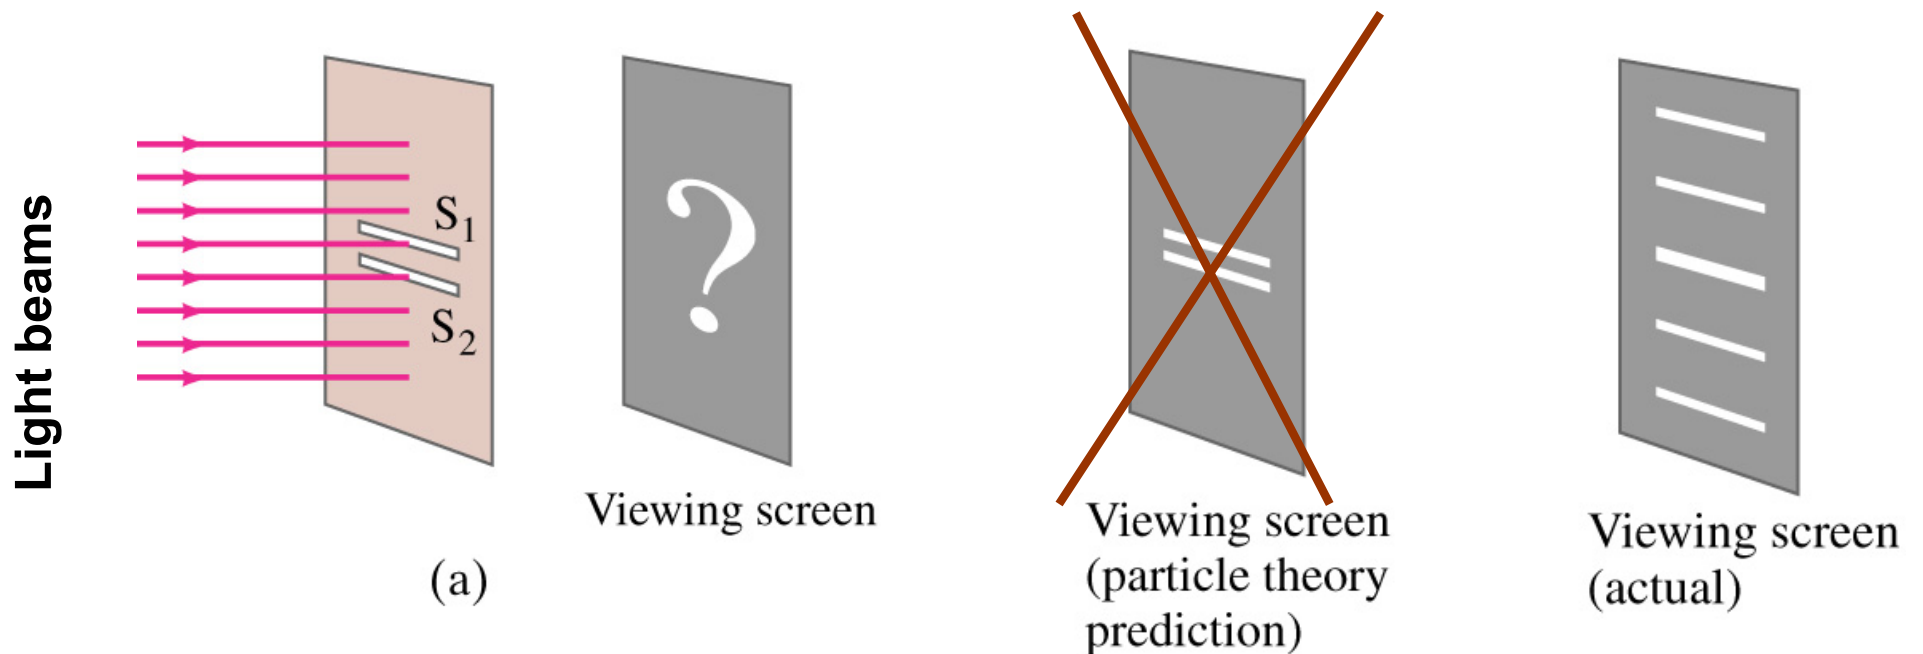 Light beams
S1
S2
?
Viewing screen
(a)
Viewing screen
(particle theory
prediction)
Viewing screen
(actual)